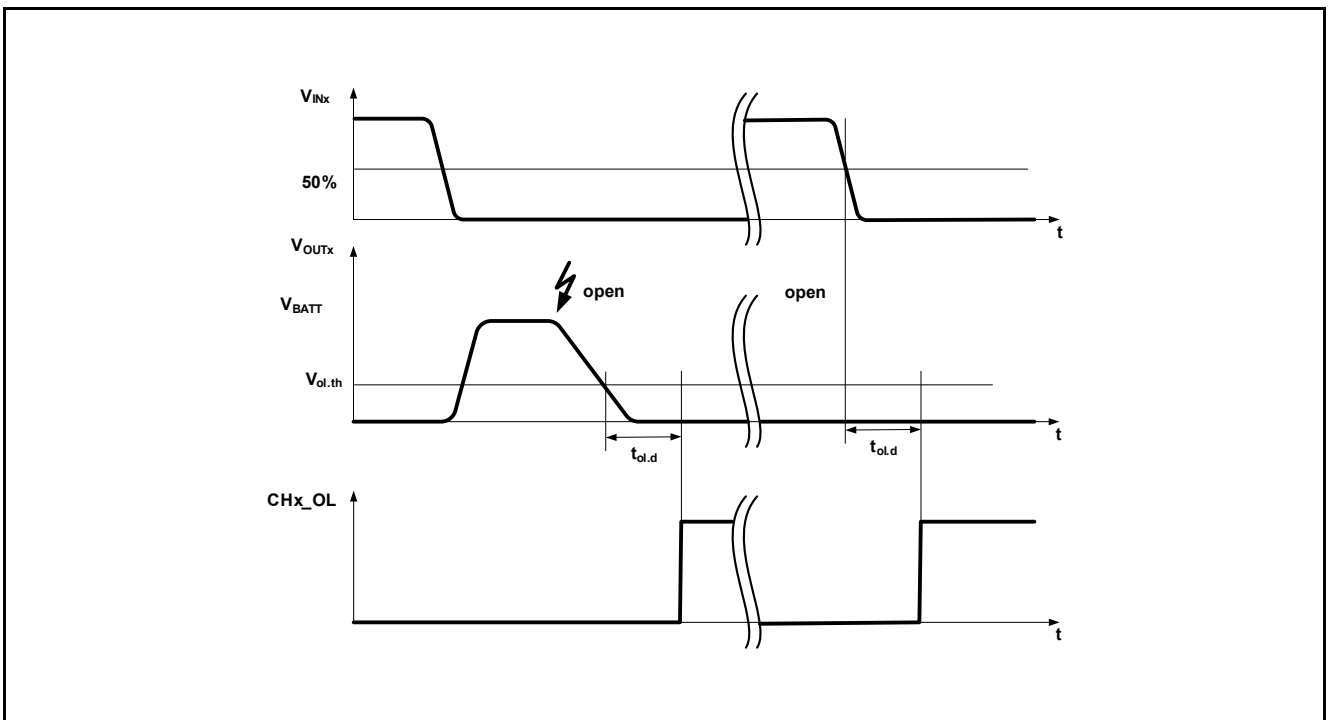 VINx
50%
t
VOUTx
open
open
VBATT
Vol.th
t
tol.d
tol.d
CHx_OL
t